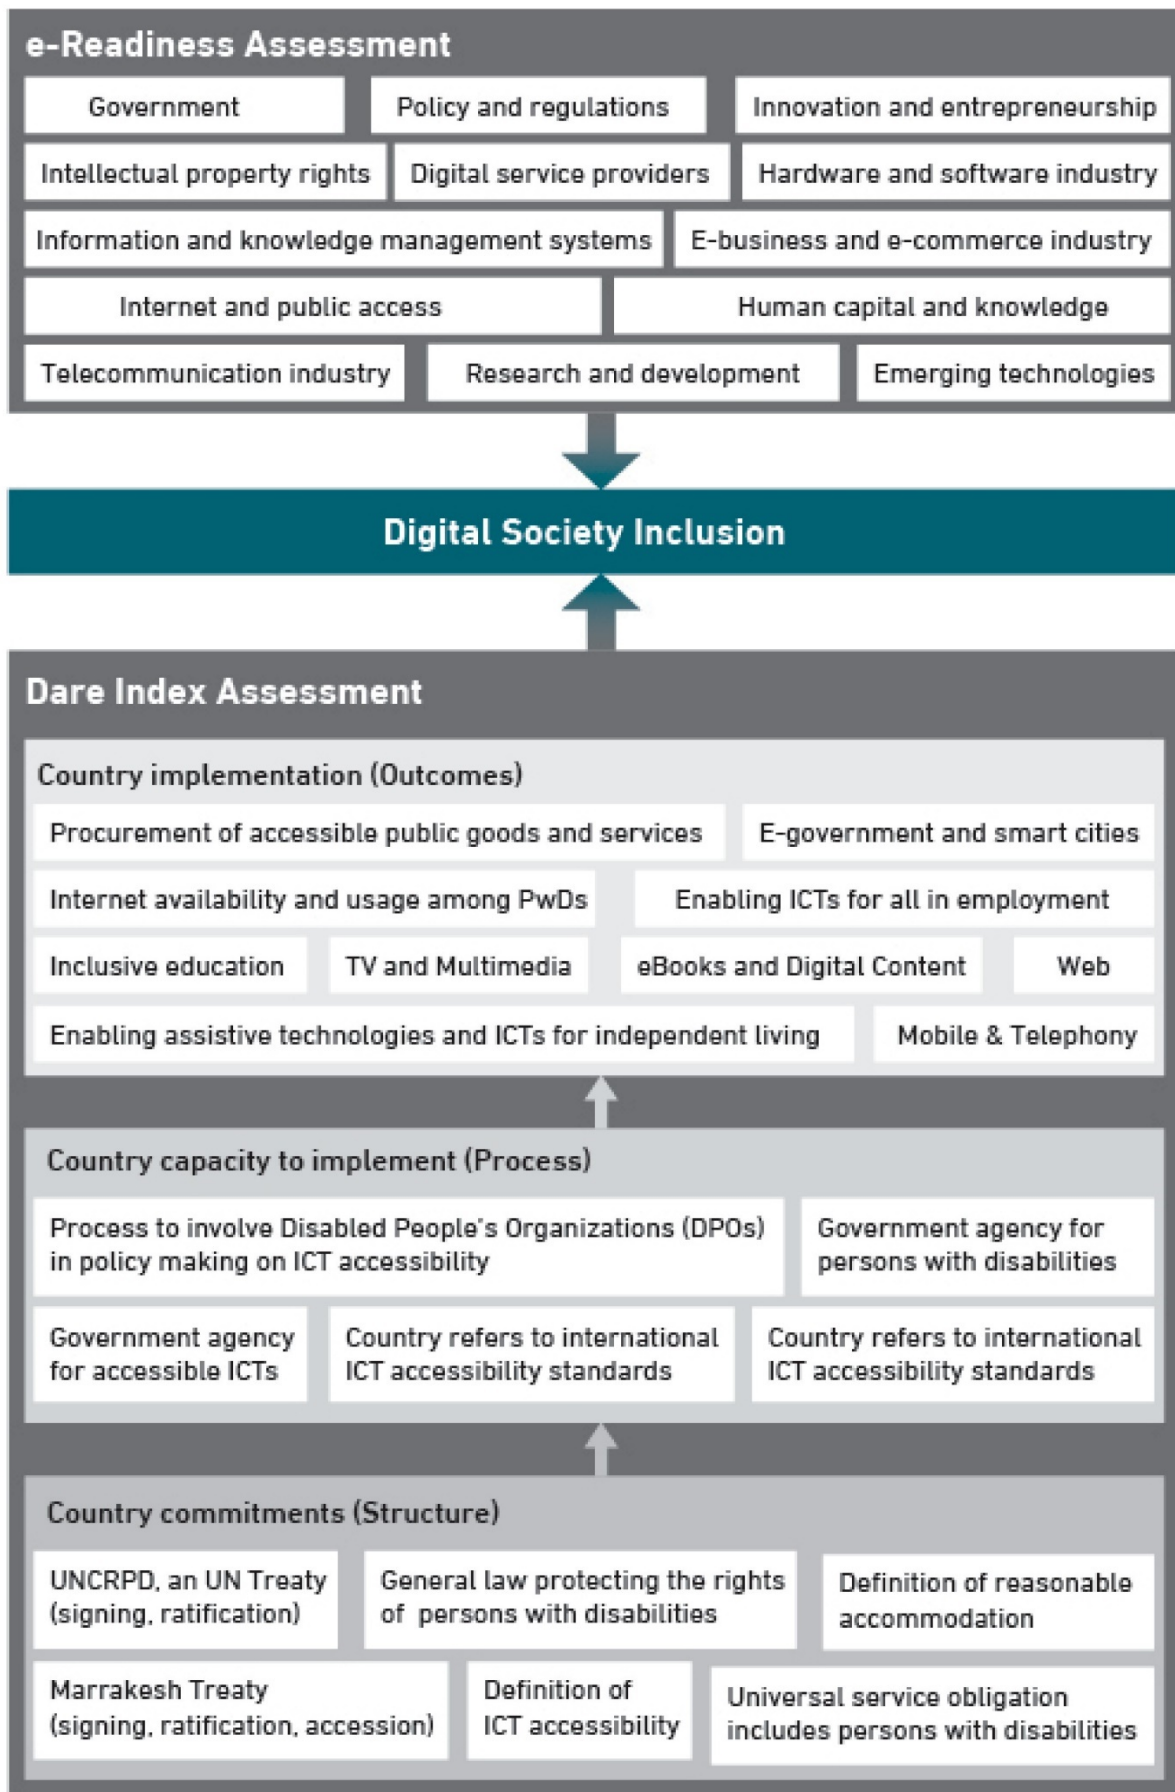 e-Readiness Assessment
Government
Policy and regulations
Innovation and entrepreneurship
Intellectual property rights
Digital service providers
Hardware and software industry
Information and knowledge management systems
E-business and e-commerce industry
Internet and public access
Human capital and knowledge
Telecommunication industry
Research and development
Emerging technologies
Digital Society Inclusion
Dare Index Assessment
Country implementation (Outcomes)
Procurement of accessible public goods and services
E-government and smart cities
Internet availability and usage among PwDs
Enabling ICTs for all in employment
Inclusive education
TV and Multimedia
eBooks and Digital Content
Web
Enabling assistive technologies and ICTs for independent living
Mobile & Telephony
Country capacity to implement (Process)
Process to involve Disabled People's Organizations (DPOs)
in policy making on ICT accessibility
Government agency for
persons with disabilities
Government agency
for accessible ICTs
Country refers to international
ICT accessibility standards
Country refers to international
ICT accessibility standards
Country commitments (Structure)
UNCRPD, an UN Treaty
(signing, ratification)
General law protecting the rights
of persons with disabilities
Definition of reasonable
accommodation
Marrakesh Treaty
(signing, ratification, accession)
Definition of
ICT accessibility
Universal service obligation
includes persons with disabilities